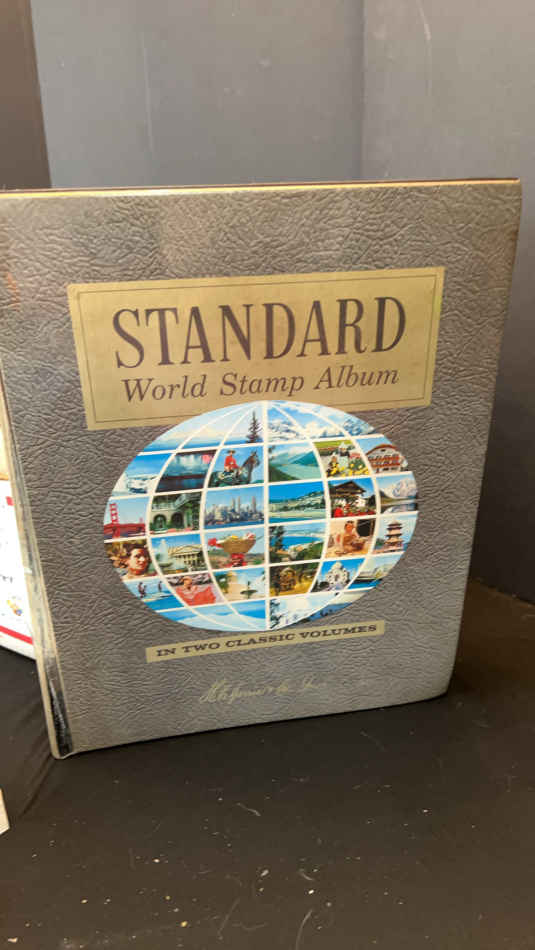 STANDARD
World Stamp Album
IN TWO CLASSIC VOLUMES